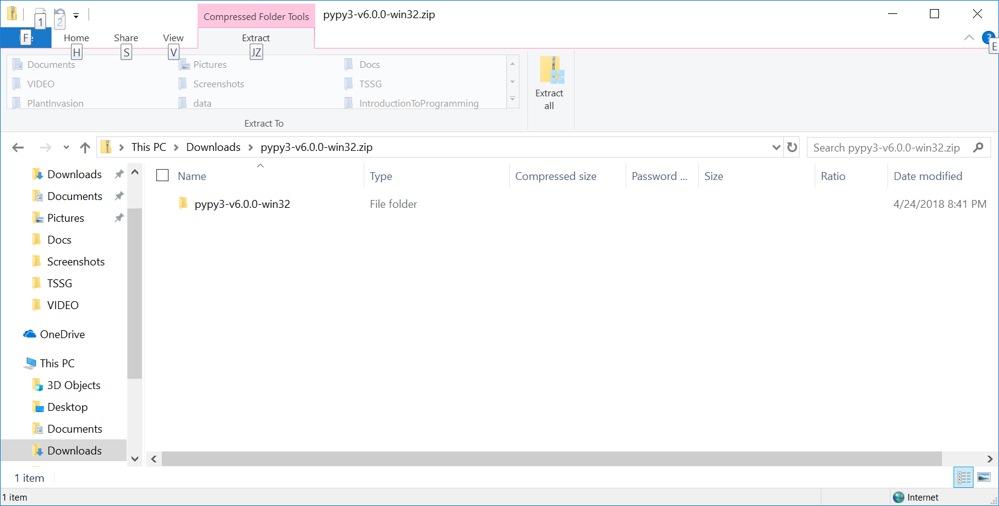 Compressed Folder Tools
pypy3-v6.0.0-win32.zip
1
2
F
Home
Share
View
Extract
?
H
S
V
JZ
E
Documents
Pictures
Docs
VIDEO
Screenshots
TSSG
PlantInvasion
data
IntroductionToProgramming
Extract
all
Extract To
This PC
Downloads
pypy3-v6.0.0-win32.zip
Search pypy3-v6.0.0-win32.zip
Name
Type
Compressed size
Password ...
Size
Ratio
Date modified
pypy3-v6.0.0-win32
File folder
4/24/2018 8:41 PM
Downloads
Documents
Pictures
Docs
Screenshots
TSSG
VIDEO
OneDrive
This PC
3D Objects
Desktop
Documents
Downloads
1 item
1 item
Internet